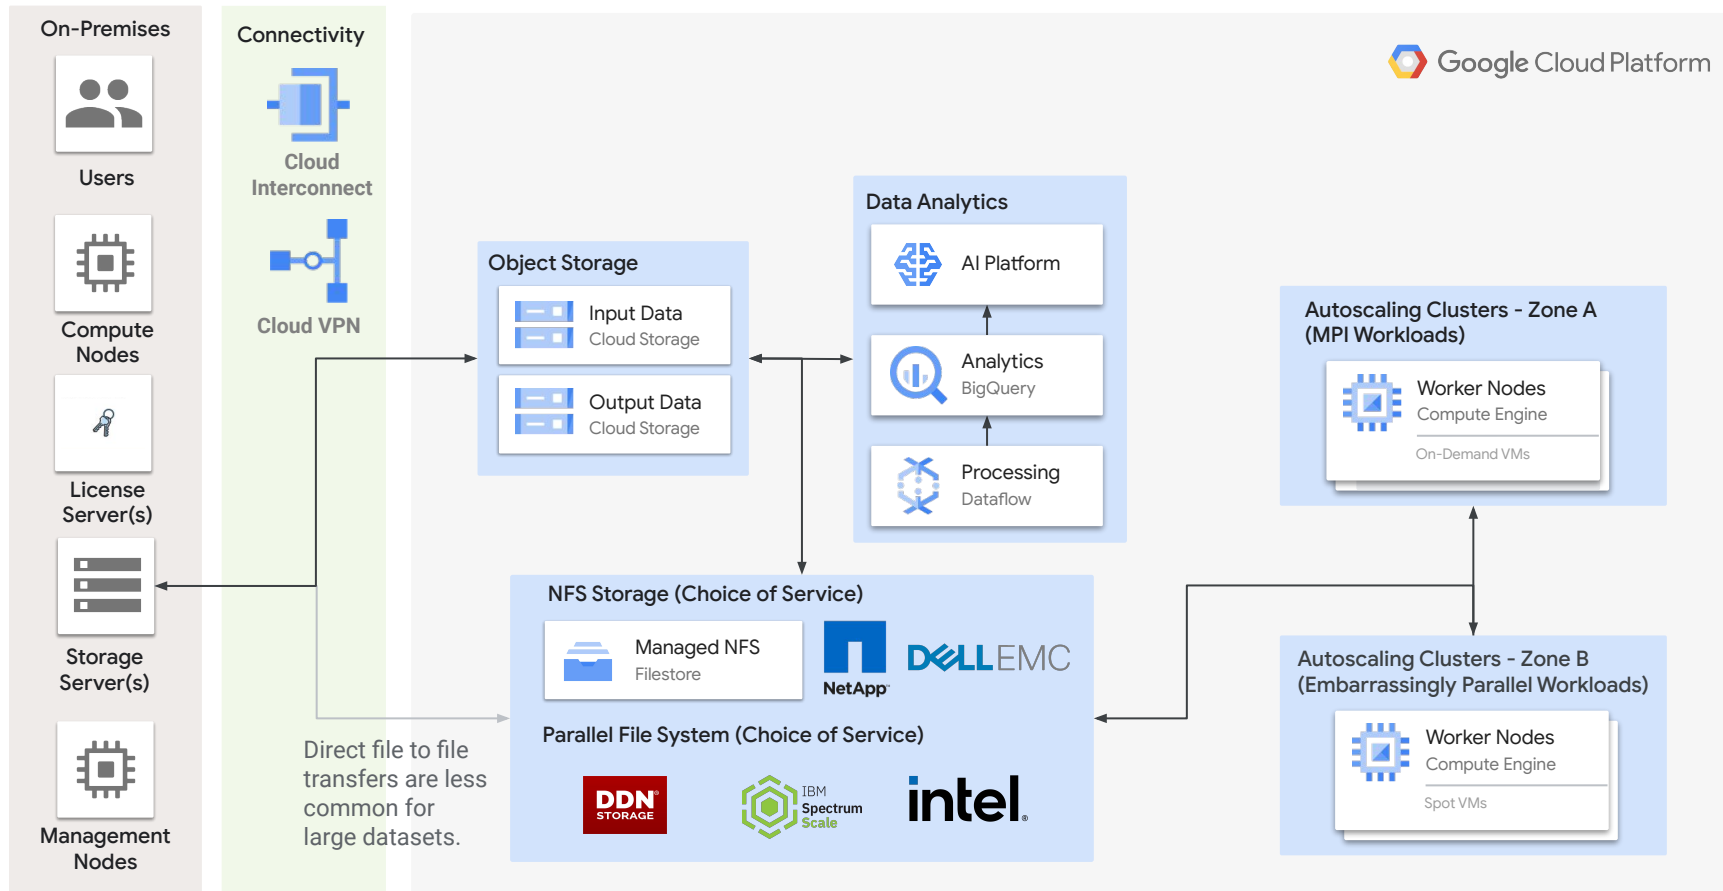 On-Premises
Users
Compute
Nodes
License
Server(s)
Storage
Server(s)
Management
Nodes
Connectivity
Cloud
Interconnect
Cloud VPN
Google Cloud Platform
Object Storage
Input Data
Cloud Storage
Output Data
Cloud Storage
Data Analytics
AI Platform
Analytics
BigQuery
Processing
Dataflow
NFS Storage (Choice of Service)
Managed NFS
Filestore
NetApp™
DELL EMC
Parallel File System (Choice of Service)
DDN®
STORAGE
IBM
Spectrum
Scale
intel®
Direct file to file
transfers are less
common for
large datasets.
Autoscaling Clusters - Zone A
(MPI Workloads)
Worker Nodes
Compute Engine
On-Demand VMs
Autoscaling Clusters - Zone B
(Embarrassingly Parallel Workloads)
Worker Nodes
Compute Engine
Spot VMs